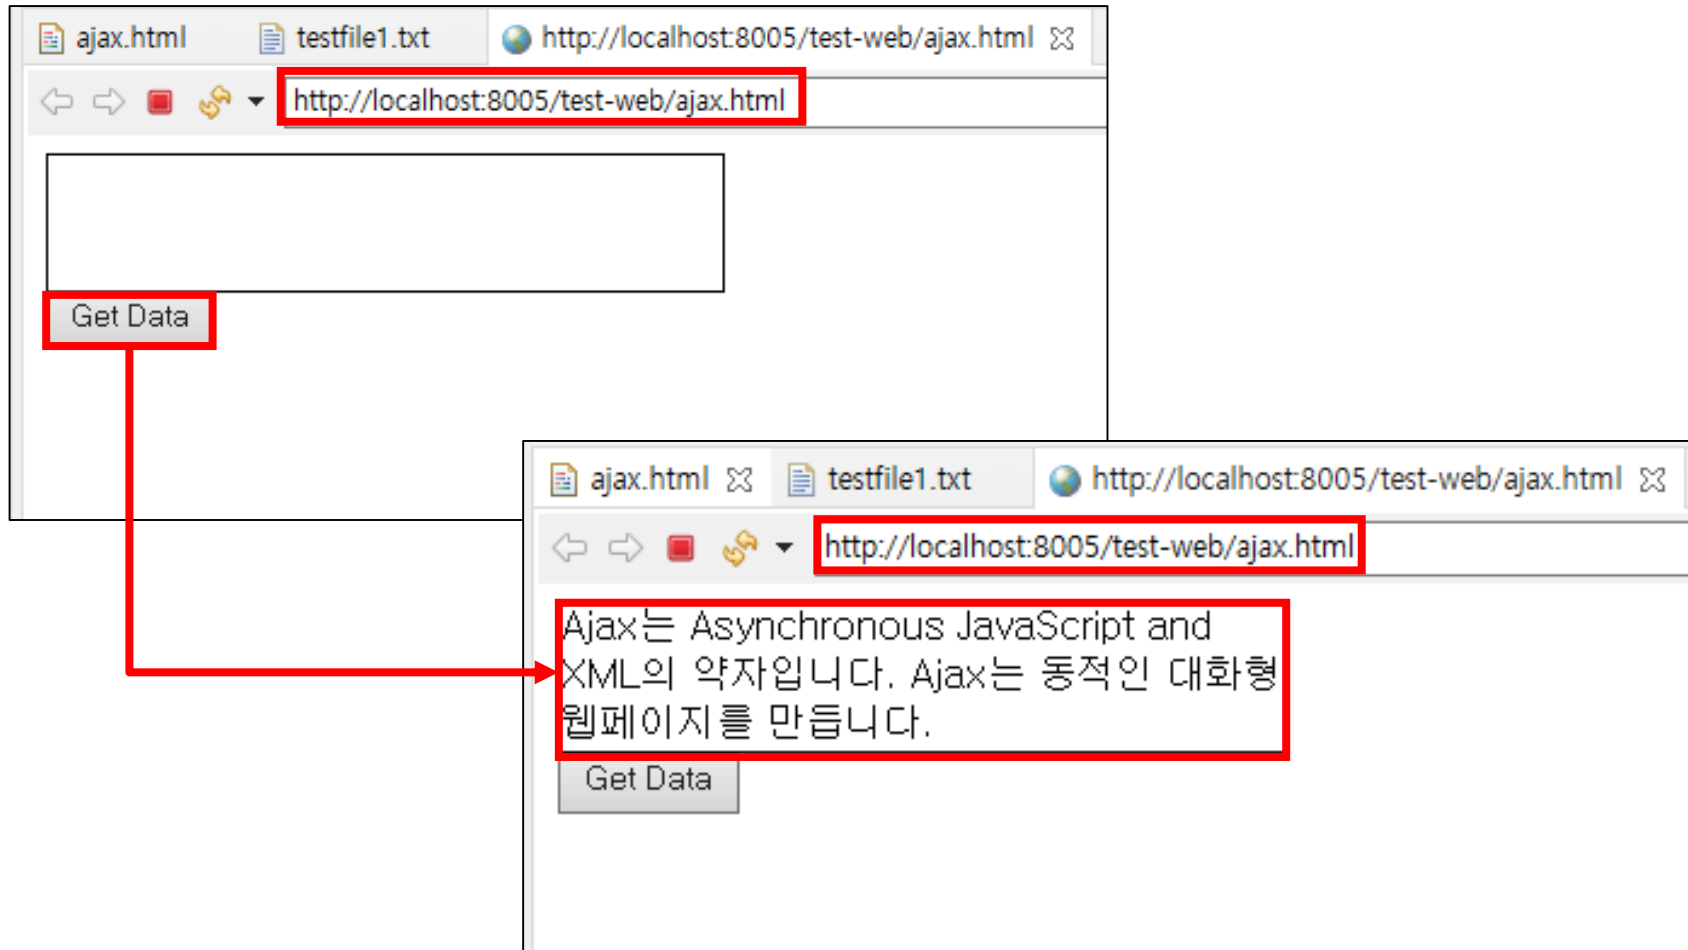 ajax.html testfile1.txt http://localhost:8005/test-web/ajax.html
http://localhost:8005/test-web/ajax.html
Get Data
ajax.html testfile1.txt http://localhost:8005/test-web/ajax.html
http://localhost:8005/test-web/ajax.html
Ajax는 Asynchronous JavaScript and
XML의 약자입니다. Ajax는 동적인 대화형
웹페이지를 만듭니다.
Get Data